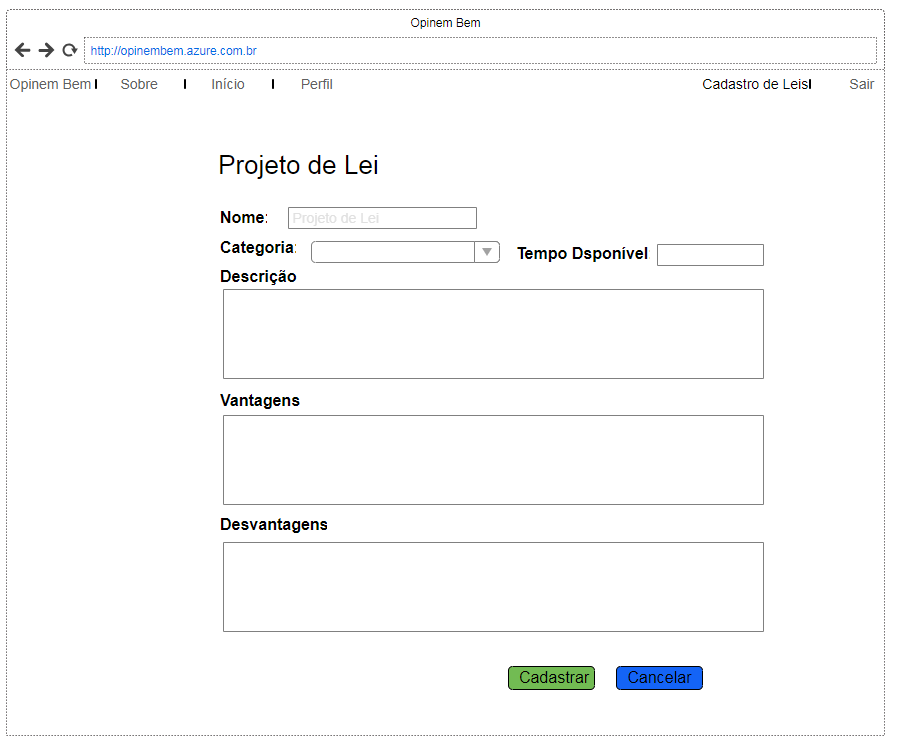 Opinem Bem
http://opinembem.azure.com.br
Opinem Bem Sobre Início Perfil Cadastro de Leis Sair
Projeto de Lei
Nome: Projeto de Lei
Categoria: Tempo Dsponível
Descrição
Vantagens
Desvantagens
Cadastrar Cancelar